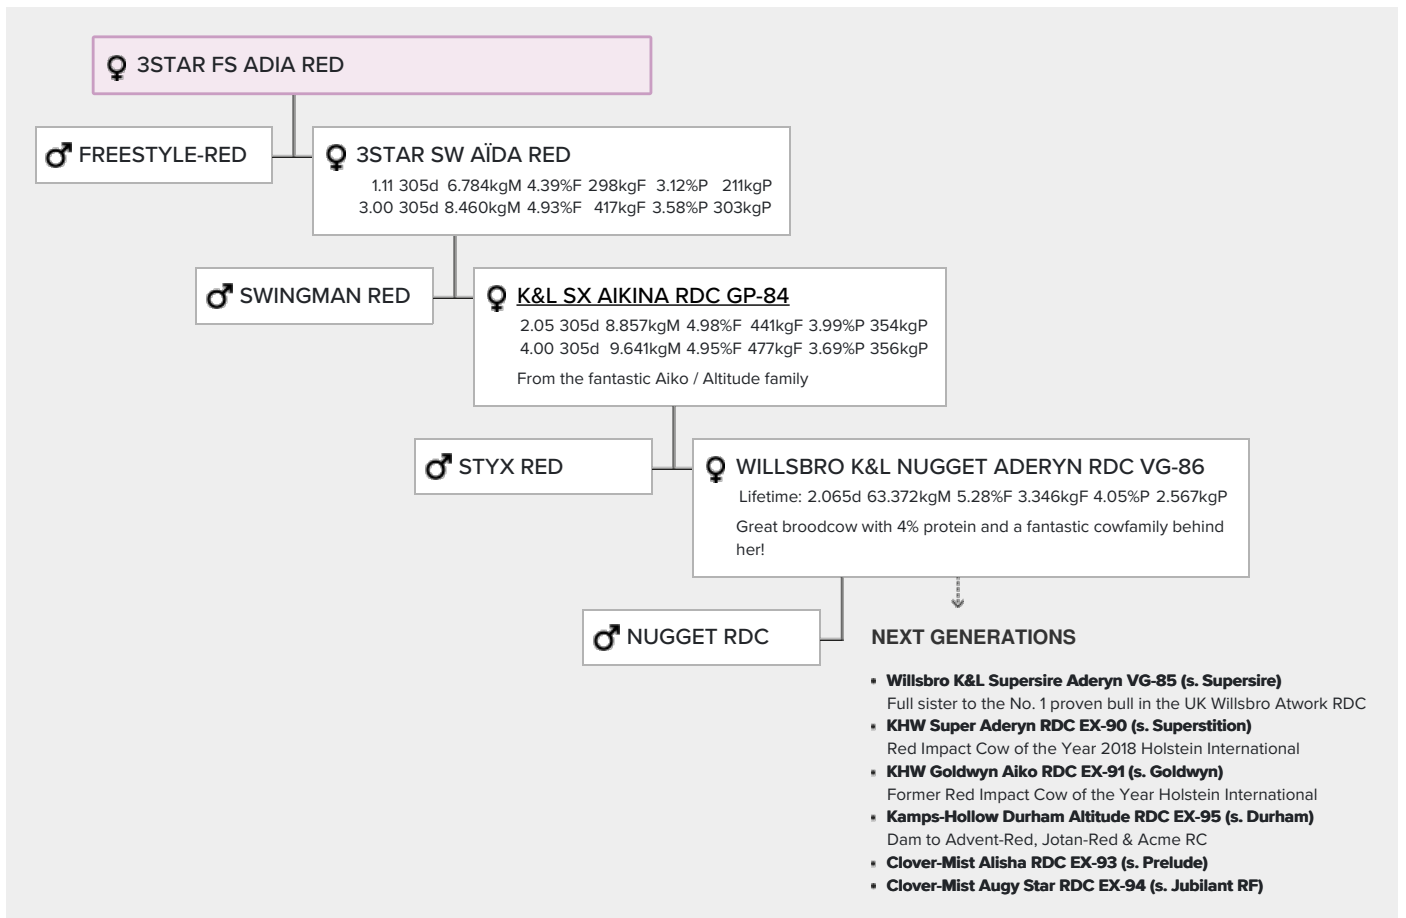 3STAR FS ADIA RED
FREESTYLE-RED
3STAR SW AÏDA RED
1.11 305d 6.784kgM 4.39%F 298kgF 3.12%P 211kgP
3.00 305d 8.460kgM 4.93%F 417kgF 3.58%P 303kgP
SWINGMAN RED
K&L SX AIKINA RDC GP-84
2.05 305d 8.857kgM 4.98%F 441kgF 3.99%P 354kgP
4.00 305d 9.641kgM 4.95%F 477kgF 3.69%P 356kgP
From the fantastic Aiko / Altitude family
STYX RED
WILLSBRO K&L NUGGET ADERYN RDC VG-86
Lifetime: 2.065d 63.372kgM 5.28%F 3.346kgF 4.05%P 2.567kgP
Great broodcow with 4% protein and a fantastic cowfamily behind
her!
NUGGET RDC
NEXT GENERATIONS
Willsbro K&L Supersire Aderyn VG-85 (s. Supersire)
Full sister to the No. 1 proven bull in the UK Willsbro Atwork RDC
KHW Super Aderyn RDC EX-90 (s. Superstition)
Red Impact Cow of the Year 2018 Holstein International
KHW Goldwyn Aiko RDC EX-91 (s. Goldwyn)
Former Red Impact Cow of the Year Holstein International
Kamps-Hollow Durham Altitude RDC EX-95 (s. Durham)
Dam to Advent-Red, Jotan-Red & Acme RC
Clover-Mist Alisha RDC EX-93 (s. Prelude)
Clover-Mist Augy Star RDC EX-94 (s. Jubilant RF)